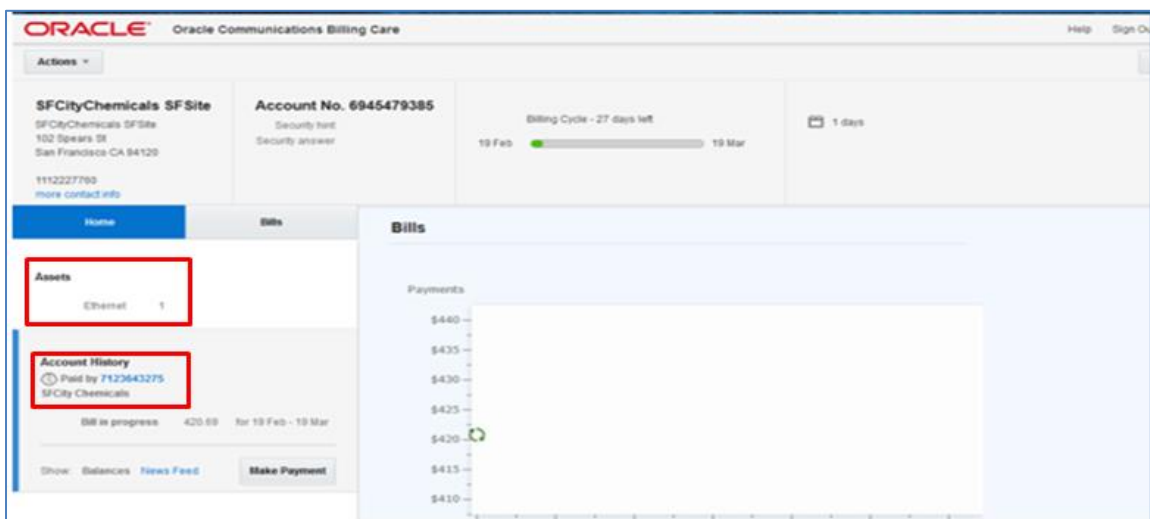 ORACLE® Oracle Communications Billing Care
Help Sign Ou
Actions
SFCityChemicals SFSite
SFCityChemicals SFSite
102 Spears St
San Francisco CA 94120
1112227760
more contact info
Account No. 6945479385
Security hint
Security answer
Billing Cycle - 27 days left
19 Feb 19 Mar
1 days
Home Bills
Assets
Ethernet 1
Account History
Paid by 7123643275
SFCity Chemicals
Bill in progress 420.69 for 19 Feb - 19 Mar
Show: Balances News Feed Make Payment
Bills
Payments
$440
$435
$430
$425
$420
$415
$410